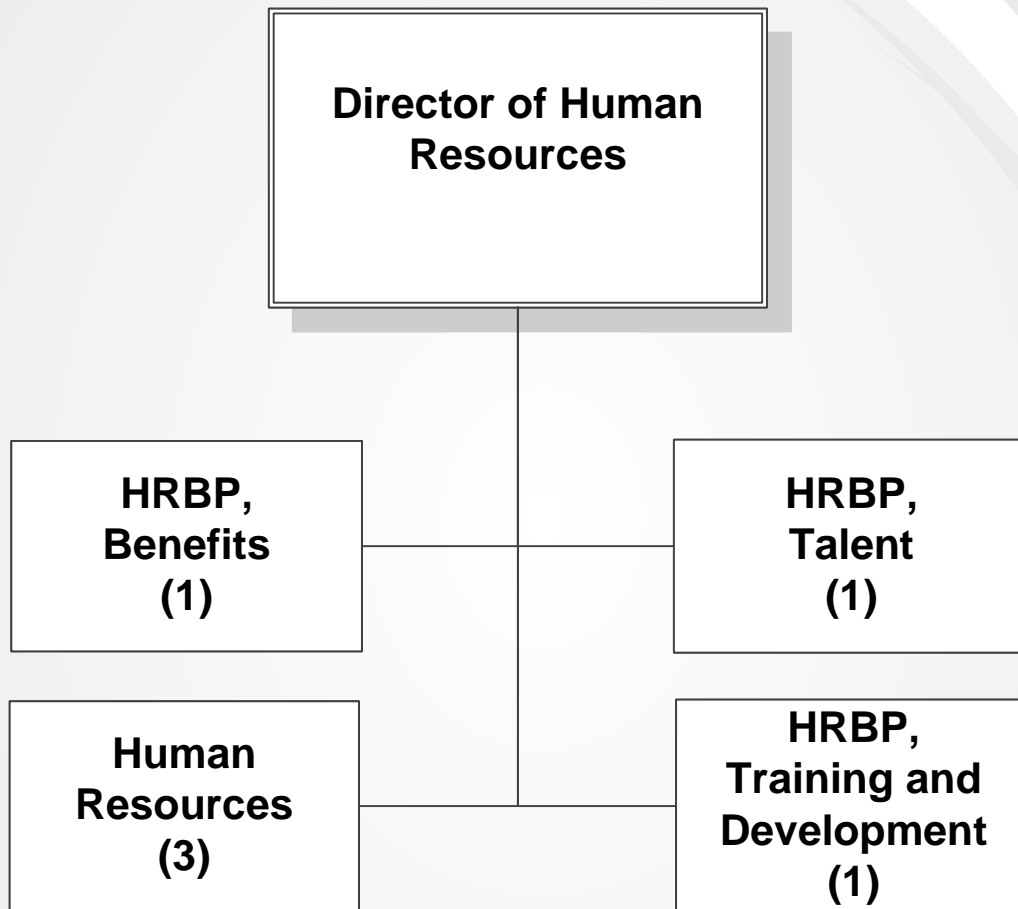 Director of Human
Resources
HRBP,
Benefits
(1)
HRBP,
Talent
(1)
Human
Resources
(3)
HRBP,
Training and
Development
(1)